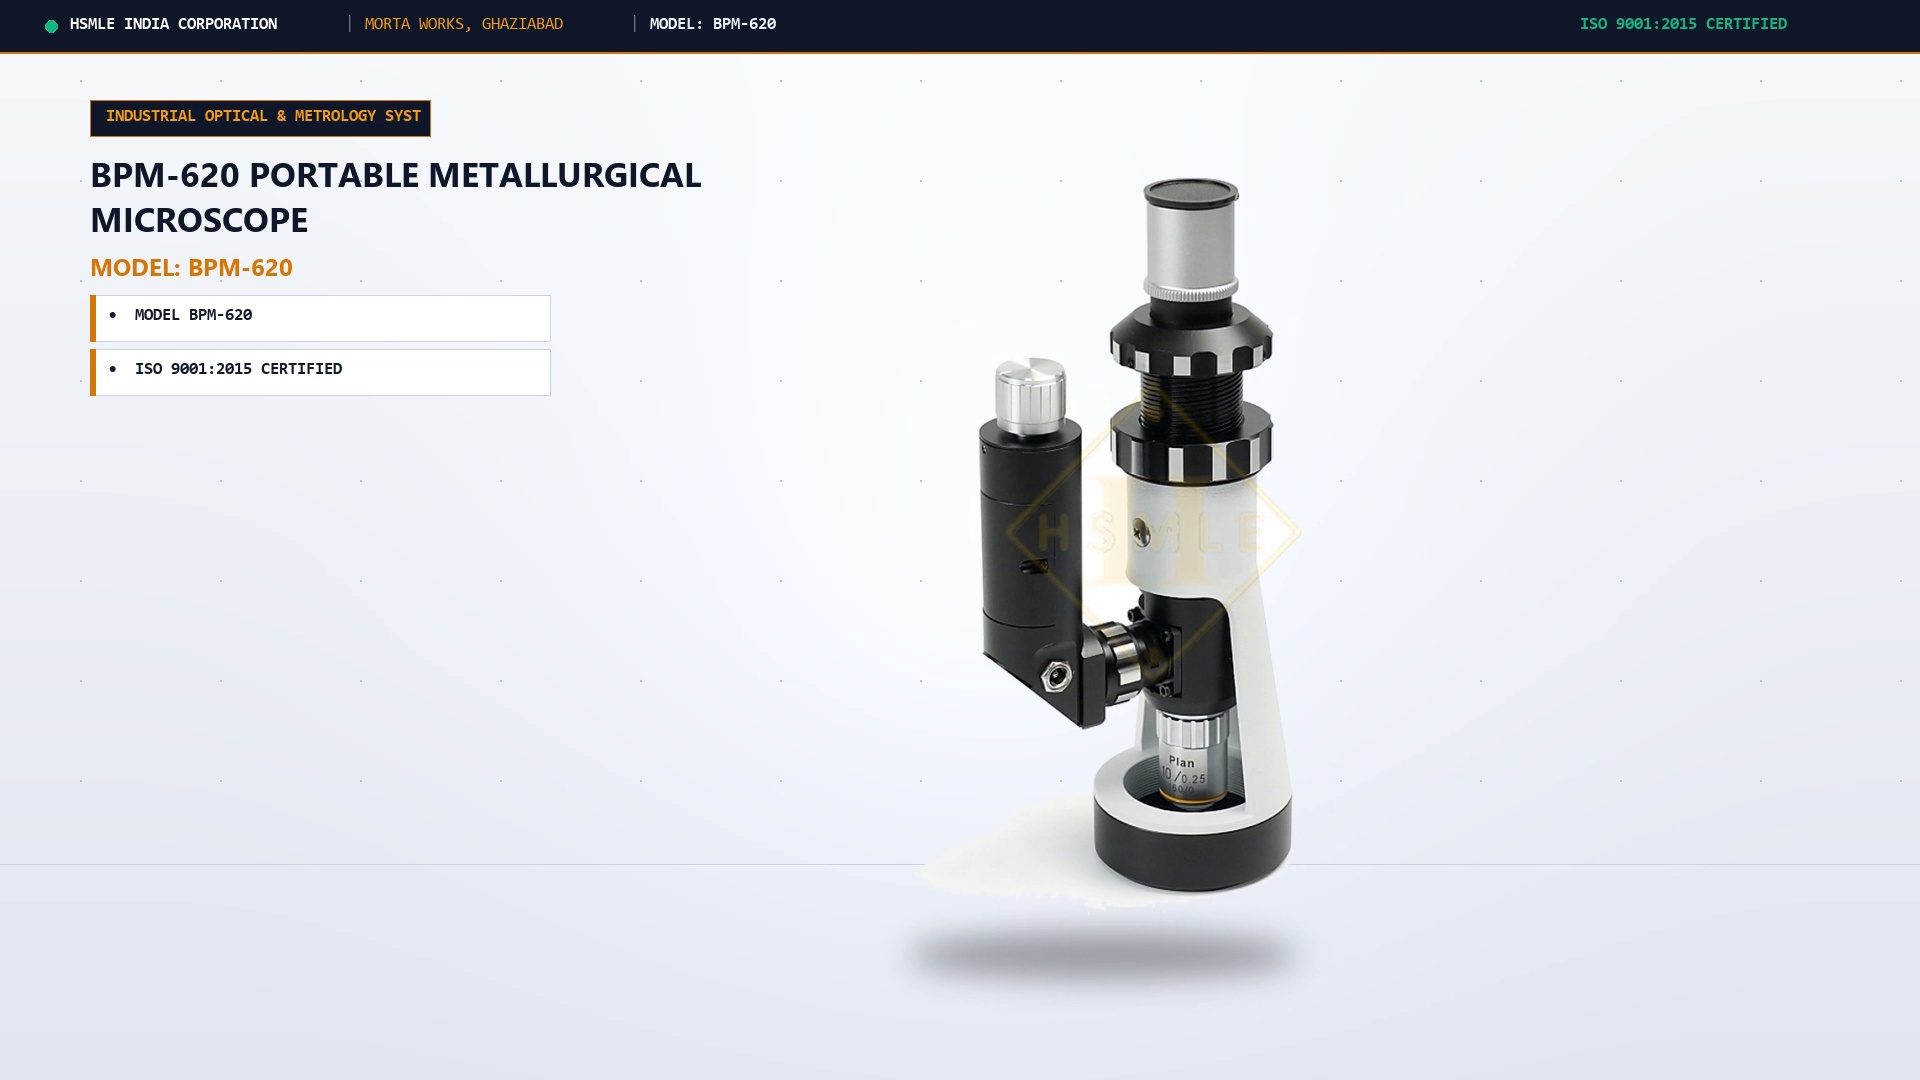 HSMLE INDIA CORPORATION
MORTA WORKS, GHAZIABAD
MODEL: BPM-620
ISO 9001:2015 CERTIFIED
INDUSTRIAL OPTICAL & METROLOGY SYST
BPM-620 PORTABLE METALLURGICAL
MICROSCOPE
MODEL: BPM-620
• MODEL BPM-620
• ISO 9001:2015 CERTIFIED
HSMLE
Plan
10/0.25